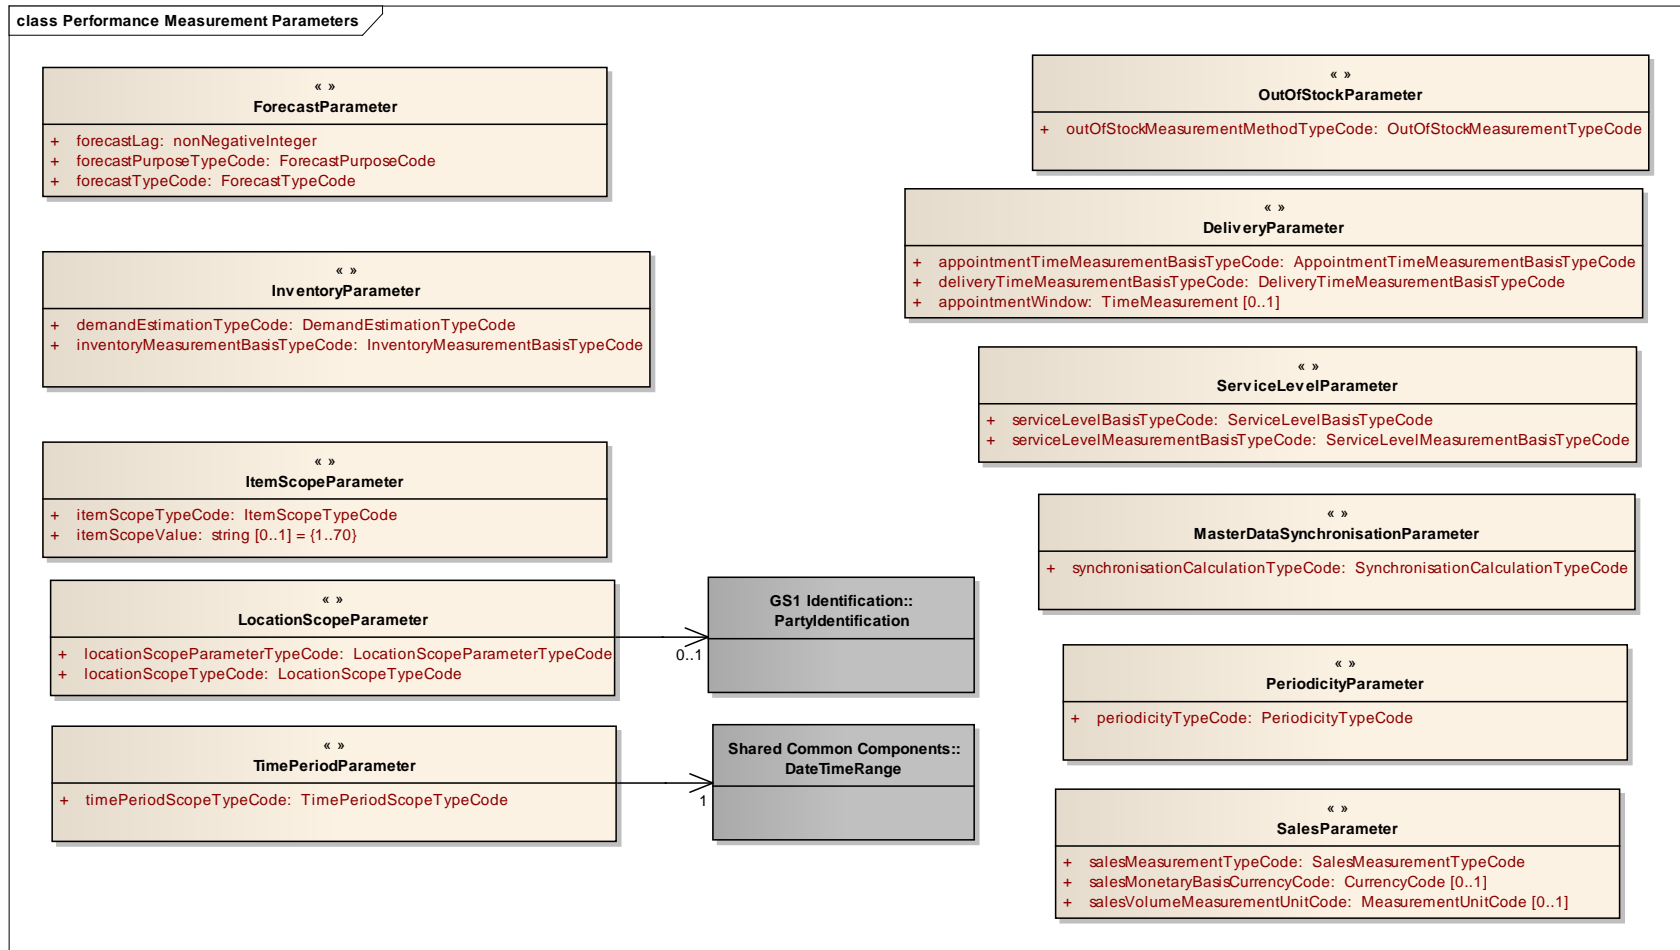 class Performance Measurement Parameters
« »
ForecastParameter
+ forecastLag: nonNegativeInteger
+ forecastPurposeTypeCode: ForecastPurposeCode
+ forecastTypeCode: ForecastTypeCode
« »
InventoryParameter
+ demandEstimationTypeCode: DemandEstimationTypeCode
+ inventoryMeasurementBasisTypeCode: InventoryMeasurementBasisTypeCode
« »
ItemScopeParameter
+ itemScopeTypeCode: ItemScopeTypeCode
+ itemScopeValue: string [0..1] = {1..70}
« »
LocationScopeParameter
+ locationScopeParameterTypeCode: LocationScopeParameterTypeCode
+ locationScopeTypeCode: LocationScopeTypeCode
0..1
GS1 Identification::
PartyIdentification
« »
TimePeriodParameter
+ timePeriodScopeTypeCode: TimePeriodScopeTypeCode
1
Shared Common Components::
DateTimeRange
« »
OutOfStockParameter
+ outOfStockMeasurementMethodTypeCode: OutOfStockMeasurementTypeCode
« »
DeliveryParameter
+ appointmentTimeMeasurementBasisTypeCode: AppointmentTimeMeasurementBasisTypeCode
+ deliveryTimeMeasurementBasisTypeCode: DeliveryTimeMeasurementBasisTypeCode
+ appointmentWindow: TimeMeasurement [0..1]
« »
ServiceLevelParameter
+ serviceLevelBasisTypeCode: ServiceLevelBasisTypeCode
+ serviceLevelMeasurementBasisTypeCode: ServiceLevelMeasurementBasisTypeCode
« »
MasterDataSynchronisationParameter
+ synchronisationCalculationTypeCode: SynchronisationCalculationTypeCode
« »
PeriodicityParameter
+ periodicityTypeCode: PeriodicityTypeCode
« »
SalesParameter
+ salesMeasurementTypeCode: SalesMeasurementTypeCode
+ salesMonetaryBasisCurrencyCode: CurrencyCode [0..1]
+ salesVolumeMeasurementUnitCode: MeasurementUnitCode [0..1]